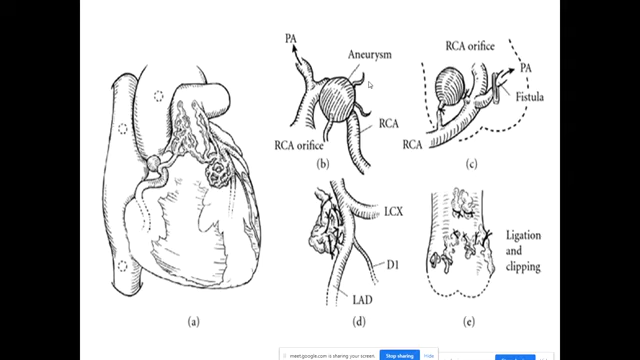 PA
Aneurysm
RCA
RCA orifice
(b)
RCA orifice
PA
Fistula
RCA
(c)
(a)
LCX
D1
LAD
(d)
Ligation
and
clipping
(e)
meet.google.com is sharing your screen.
Stop sharing
Hide